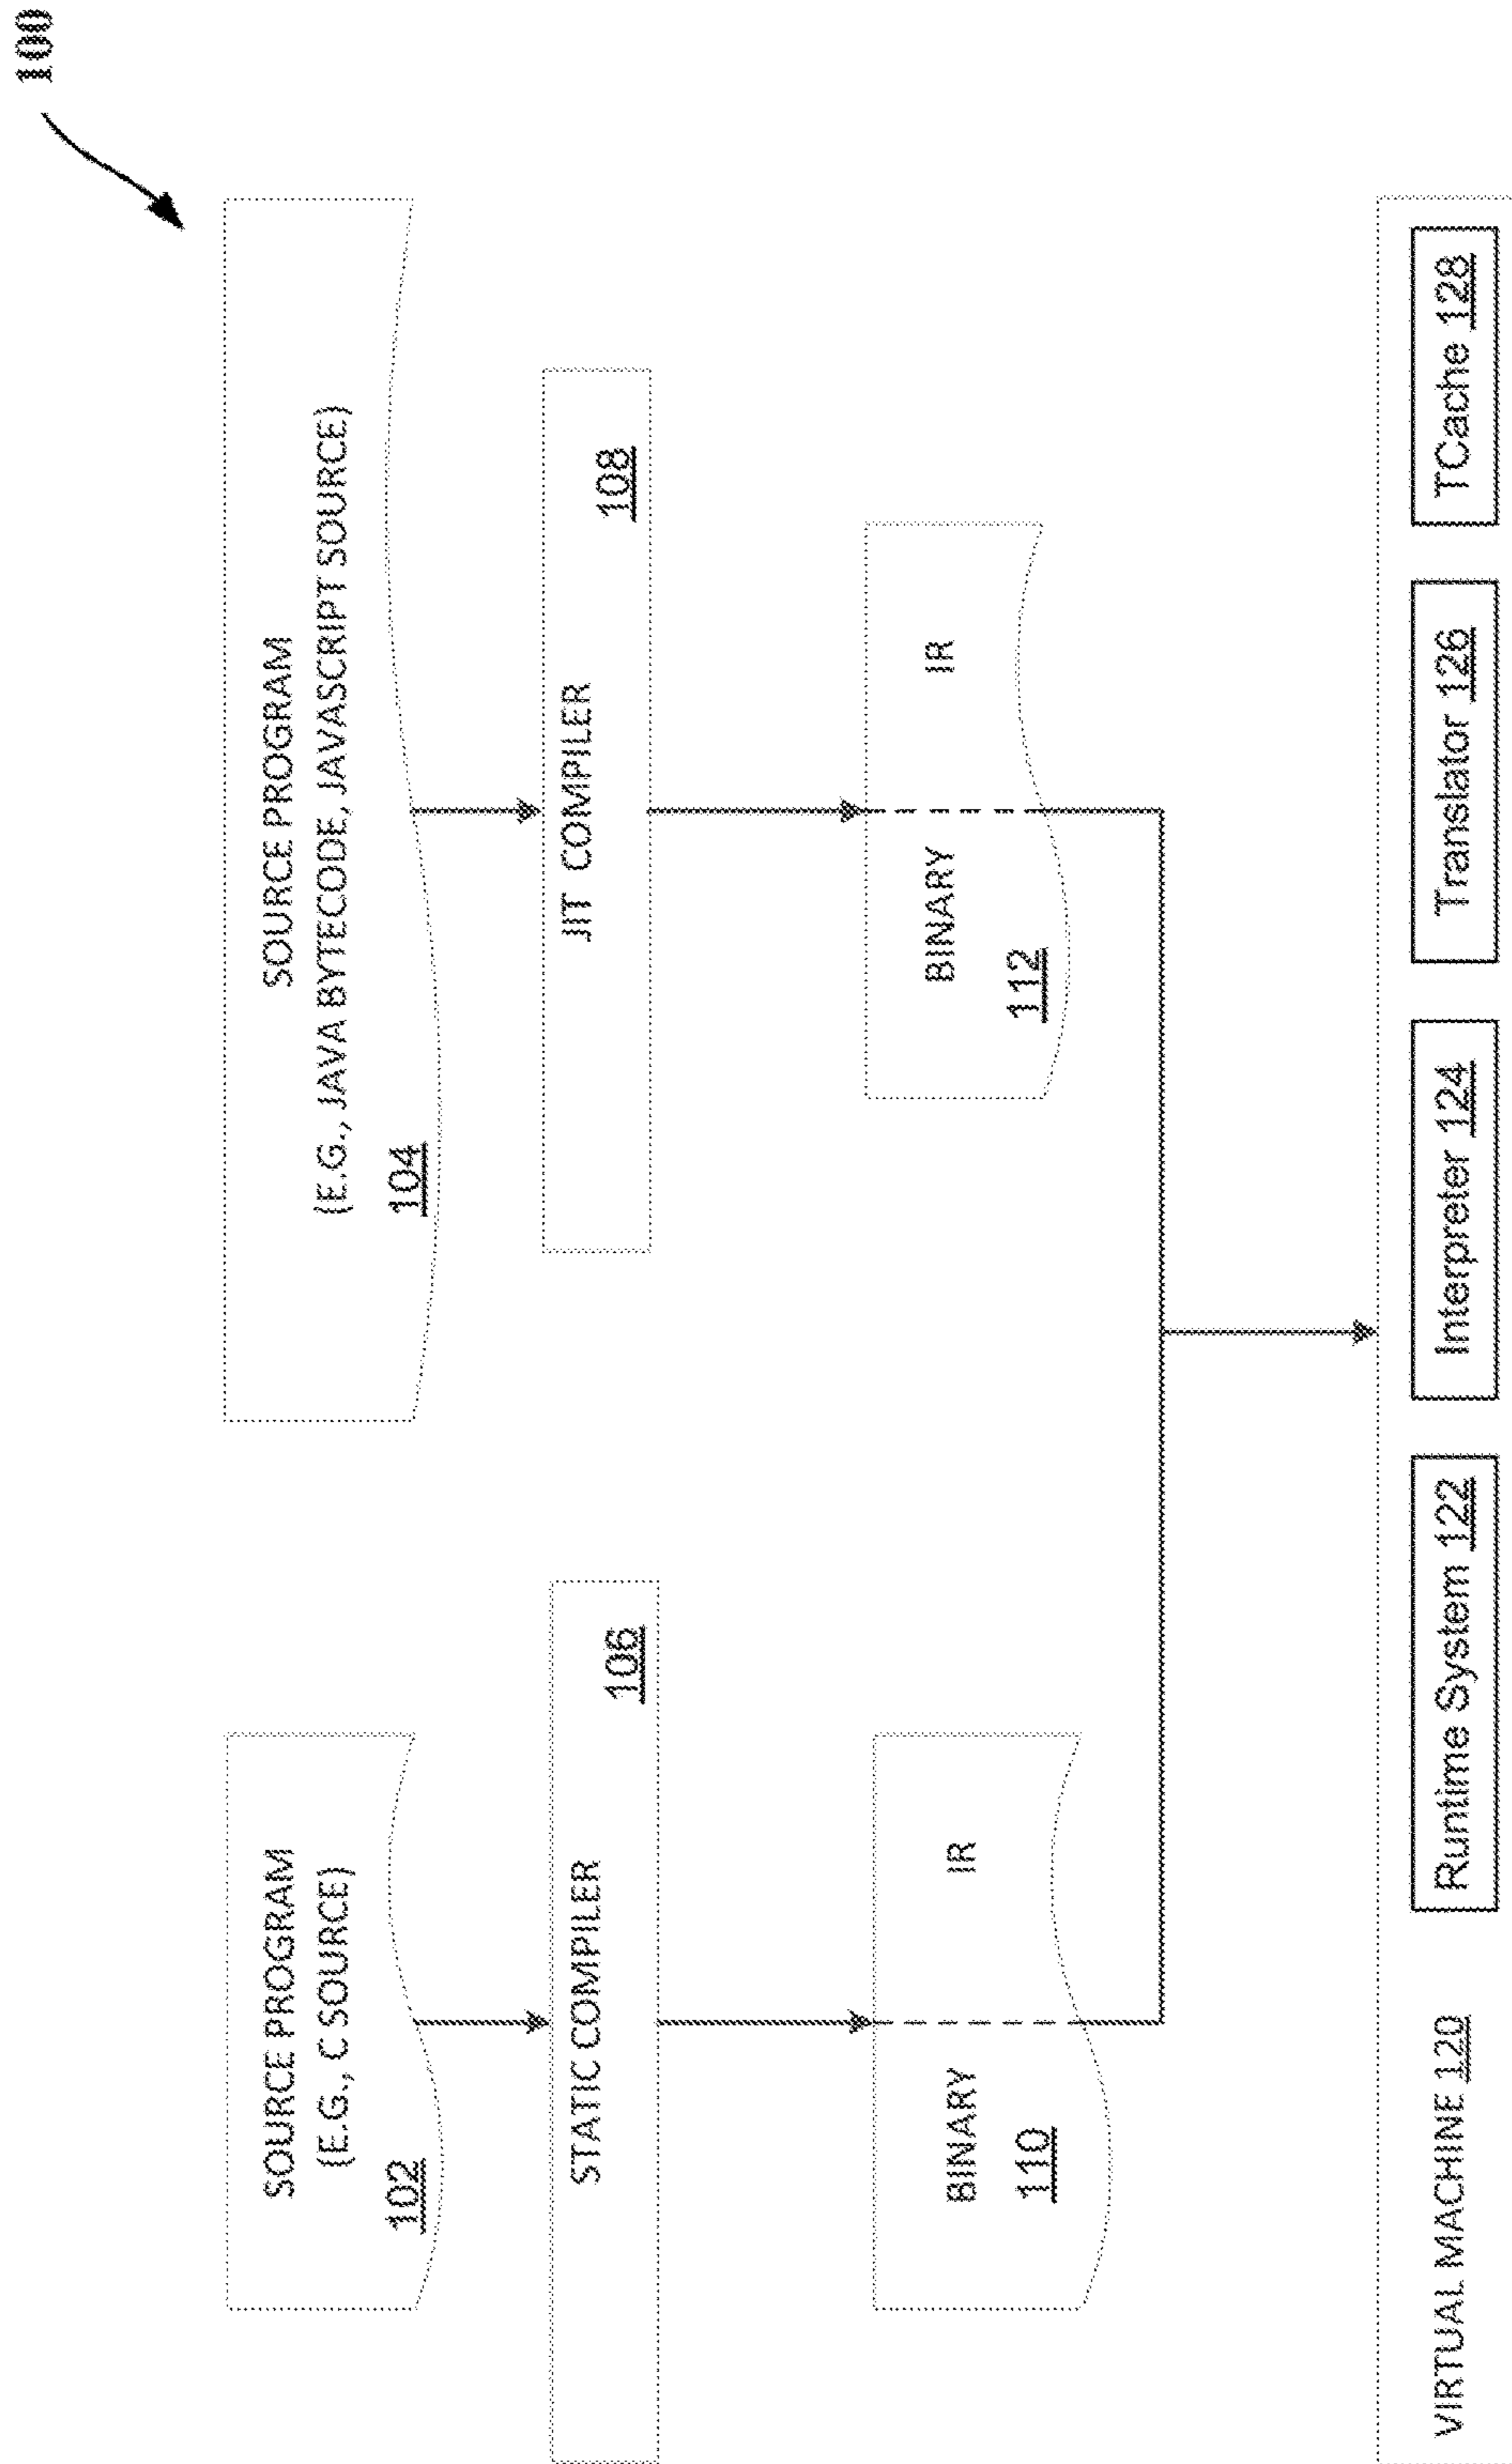 100
SOURCE PROGRAM
(E.G., C SOURCE)
102
SOURCE PROGRAM
(E.G., JAVA BYTECODE, JAVASCRIPT SOURCE)
104
STATIC COMPILER
106
JIT COMPILER
108
BINARY
IR
110
BINARY
IR
112
VIRTUAL MACHINE 120
Runtime System 122
Interpreter 124
Translator 126
TCache 128